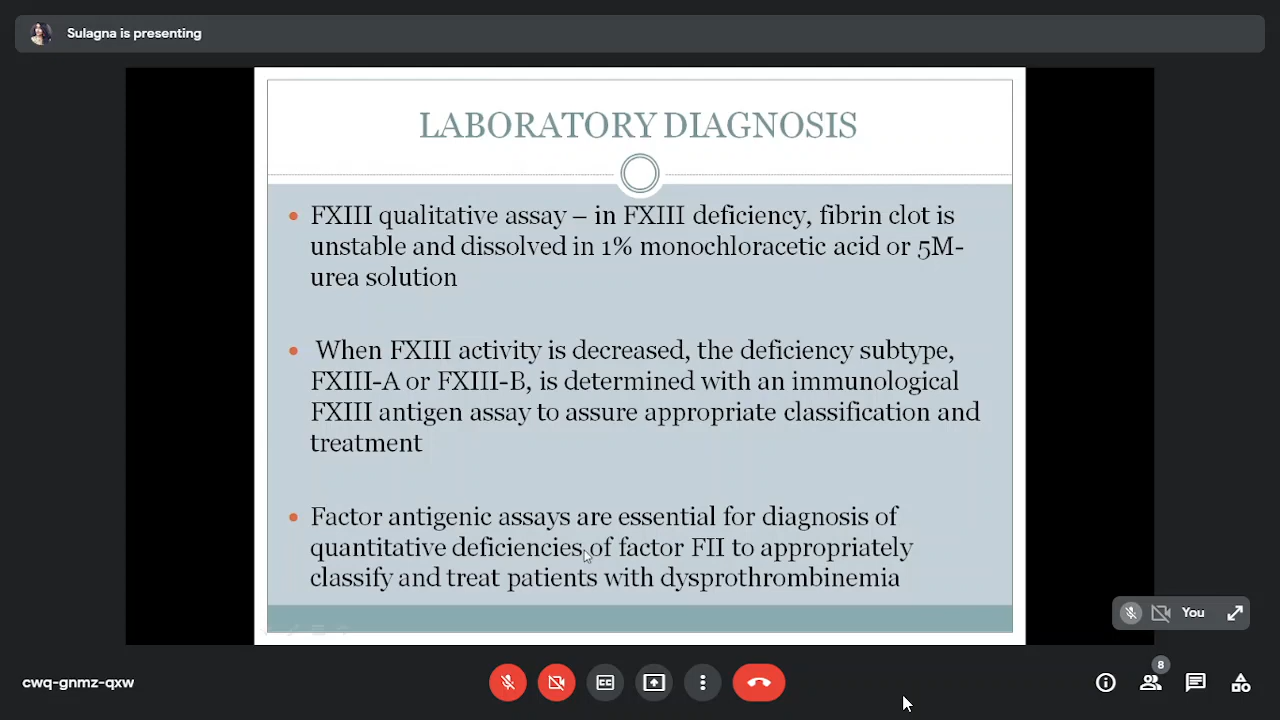 Sulagna is presenting
LABORATORY DIAGNOSIS
• FXIII qualitative assay – in FXIII deficiency, fibrin clot is
unstable and dissolved in 1% monochloracetic acid or 5M-
urea solution
• When FXIII activity is decreased, the deficiency subtype,
FXIII-A or FXIII-B, is determined with an immunological
FXIII antigen assay to assure appropriate classification and
treatment
• Factor antigenic assays are essential for diagnosis of
quantitative deficiencies of factor FII to appropriately
classify and treat patients with dysprothrombinemia
You
cwq-gnmz-qxw
CC
8